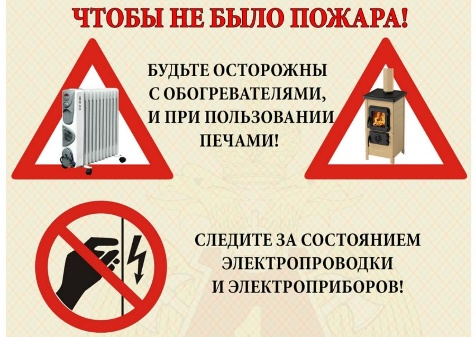 ЧТОБЫ НЕ БЫЛО ПОЖАРА!
БУДЬТЕ ОСТОРОЖНЫ
С ОБОГРЕВАТЕЛЯМИ,
И ПРИ ПОЛЬЗОВАНИИ
ПЕЧАМИ!
СЛЕДИТЕ ЗА СОСТОЯНИЕМ
ЭЛЕКТРОПРОВОДКИ
И ЭЛЕКТРОПРИБОРОВ!